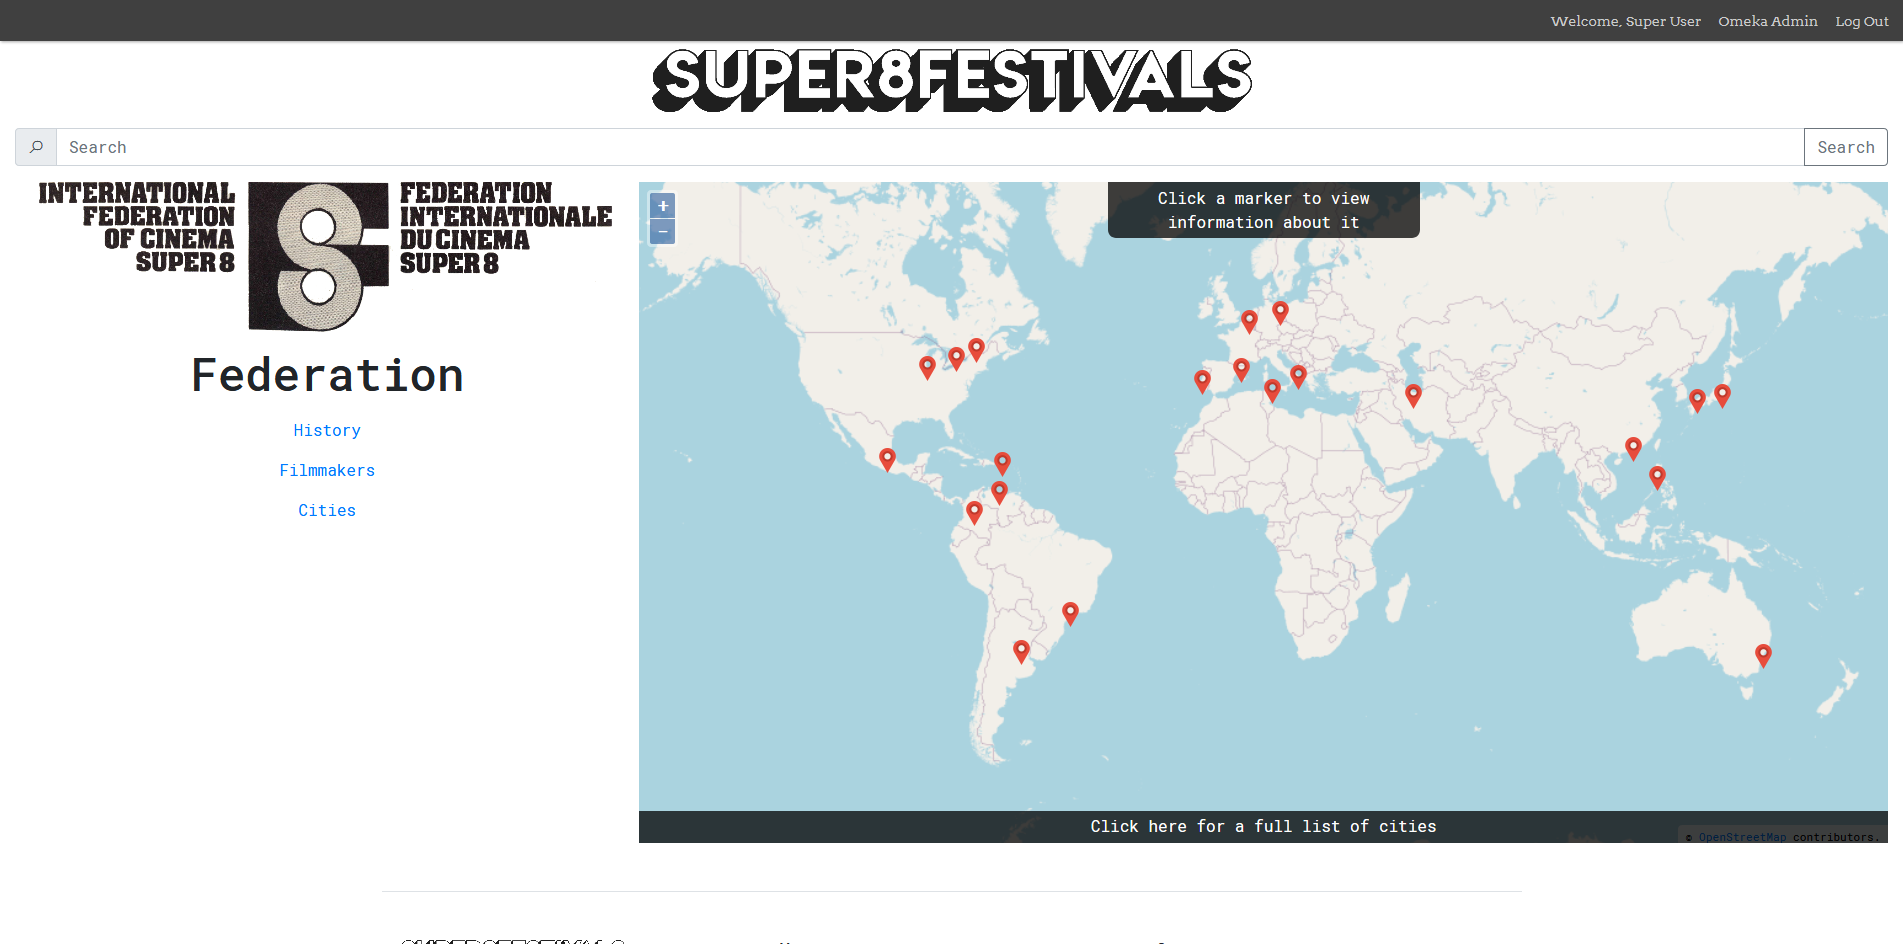 Welcome, Super User Omeka Admin Log Out
SUPER8FESTIVALS
Search Search
INTERNATIONAL
FEDERATION
OF CINEMA
SUPER 8
FEDERATION
INTERNATIONALE
DU CINEMA
SUPER 8
Federation
History
Filmmakers
Cities
+
−
Click a marker to view
information about it
Click here for a full list of cities
© OpenStreetMap contributors.